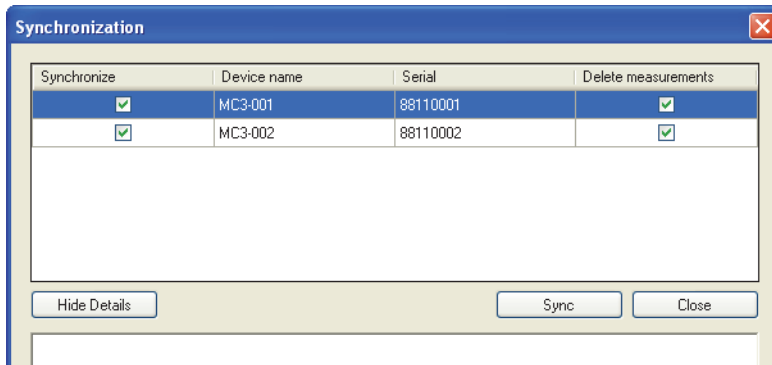 Synchronization
Synchronize Device name Serial Delete measurements
MC3-001 88110001
MC3-002 88110002
Hide Details Sync Close